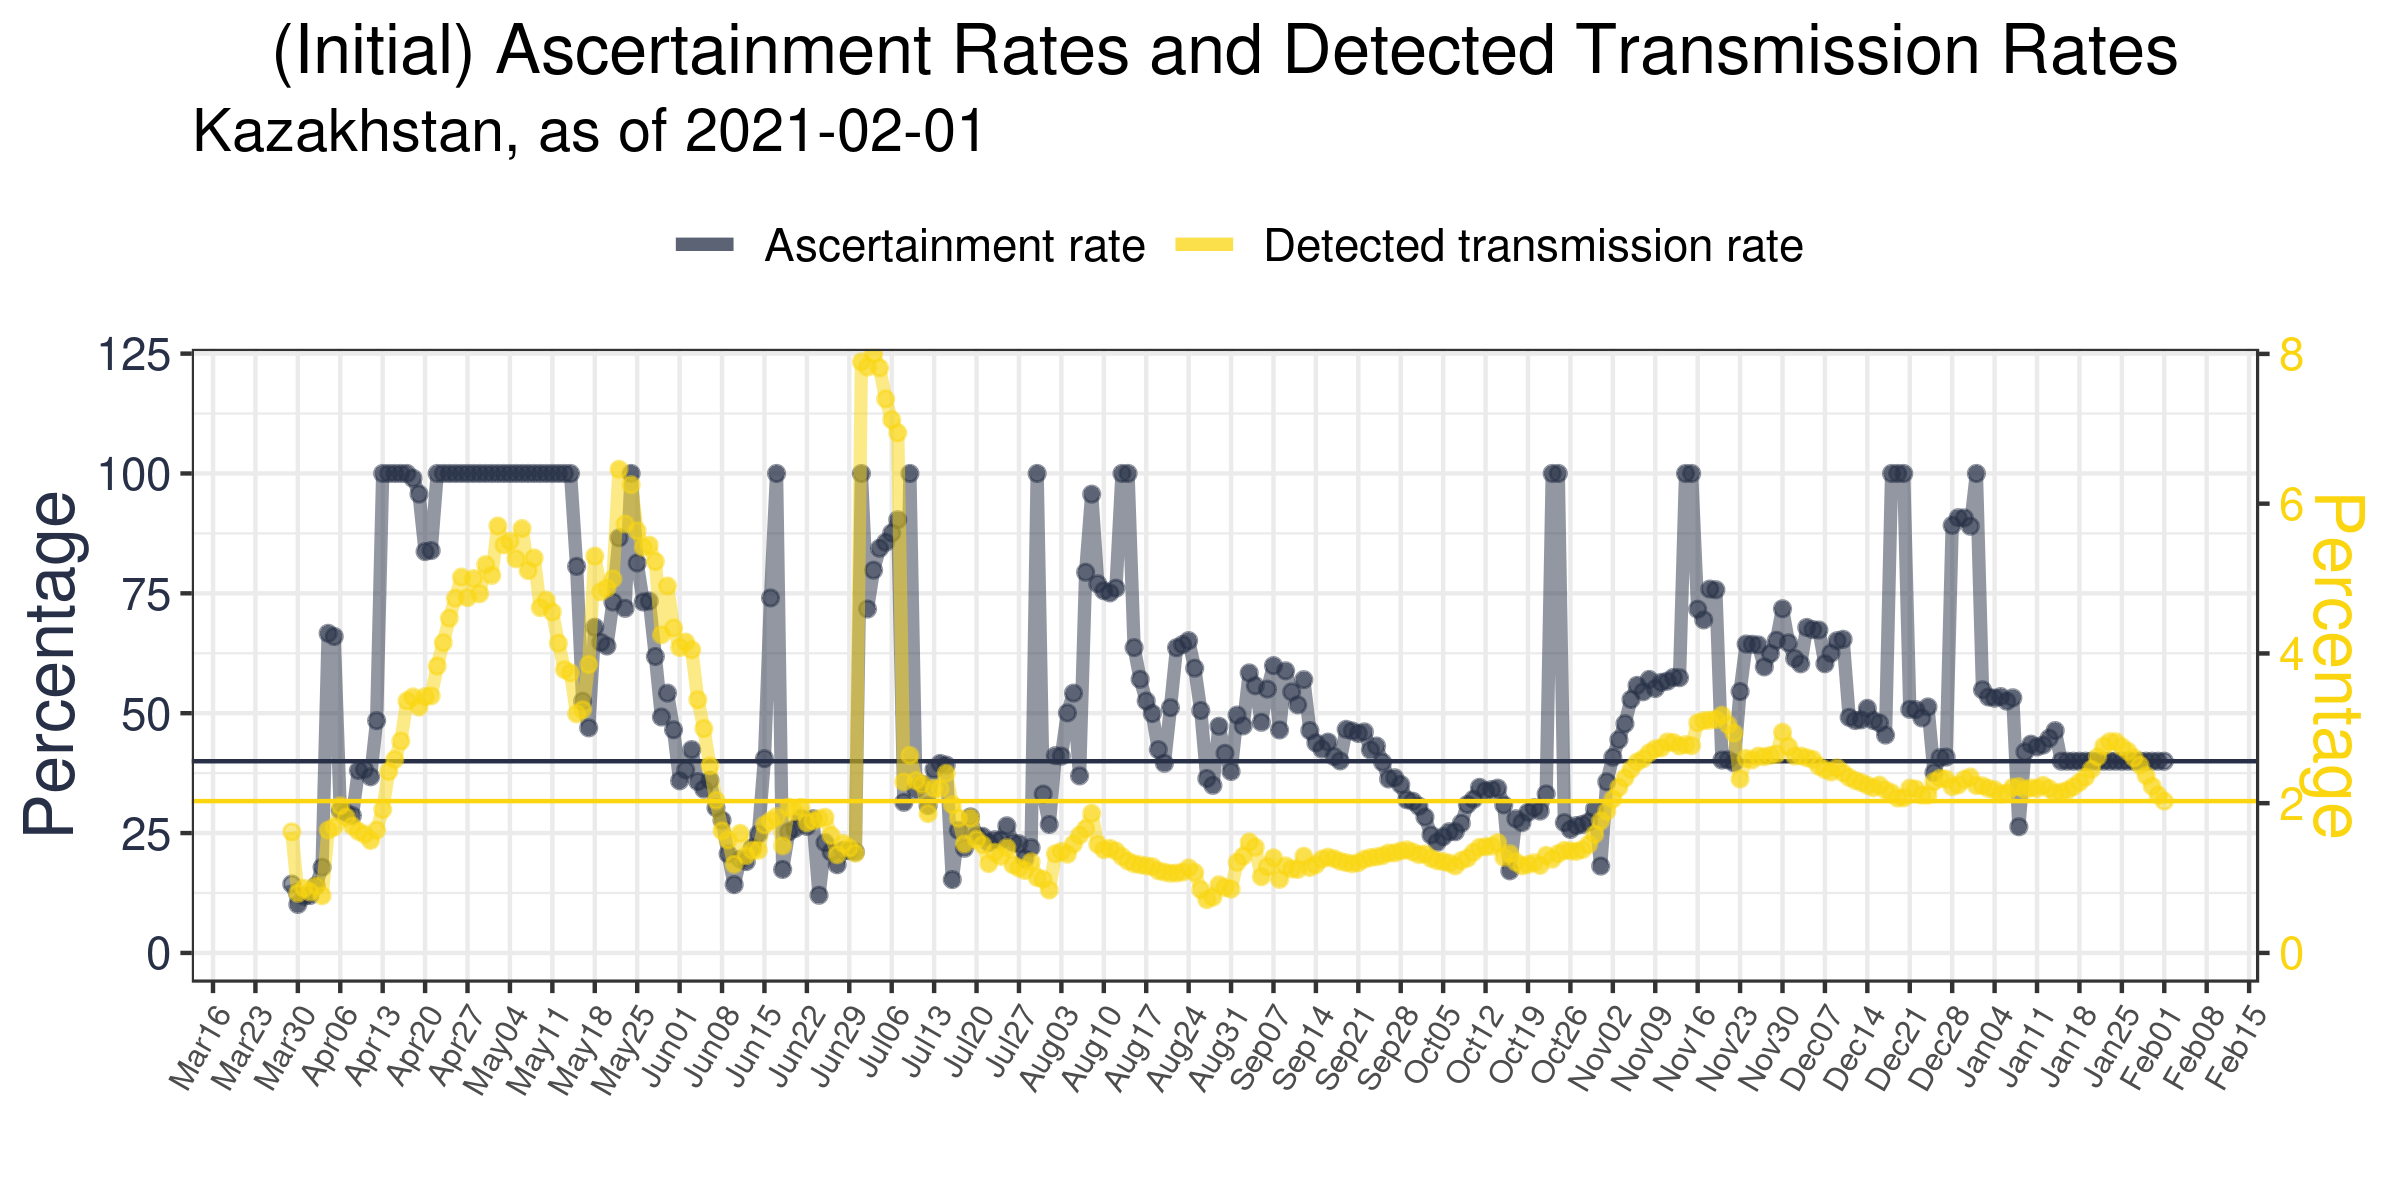 (Initial) Ascertainment Rates and Detected Transmission Rates
Kazakhstan, as of 2021-02-01
Ascertainment rate
Detected transmission rate
Percentage
125
100
75
50
25
0
8
6
4
2
0
Percentage
Mar16
Mar23
Mar30
Apr06
Apr13
Apr20
Apr27
May04
May11
May18
May25
Jun01
Jun08
Jun15
Jun22
Jun29
Jul06
Jul13
Jul20
Jul27
Aug03
Aug10
Aug17
Aug24
Aug31
Sep07
Sep14
Sep21
Sep28
Oct05
Oct12
Oct19
Oct26
Nov02
Nov09
Nov16
Nov23
Nov30
Dec07
Dec14
Dec21
Dec28
Jan04
Jan11
Jan18
Jan25
Feb01
Feb08
Feb15